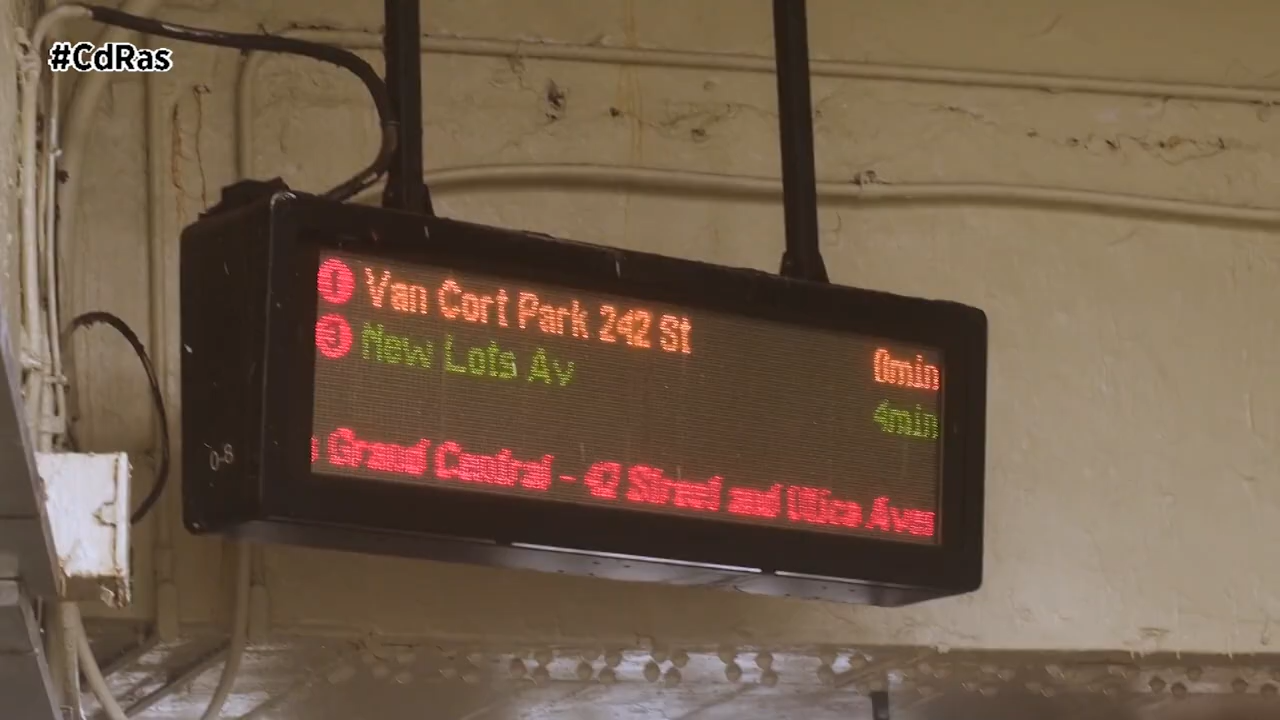 #CdRas
1 Van Cort Park 242 St 0min
3 New Lots Av 4min
Grand Central - 42 Street and Utica Aven
0-8